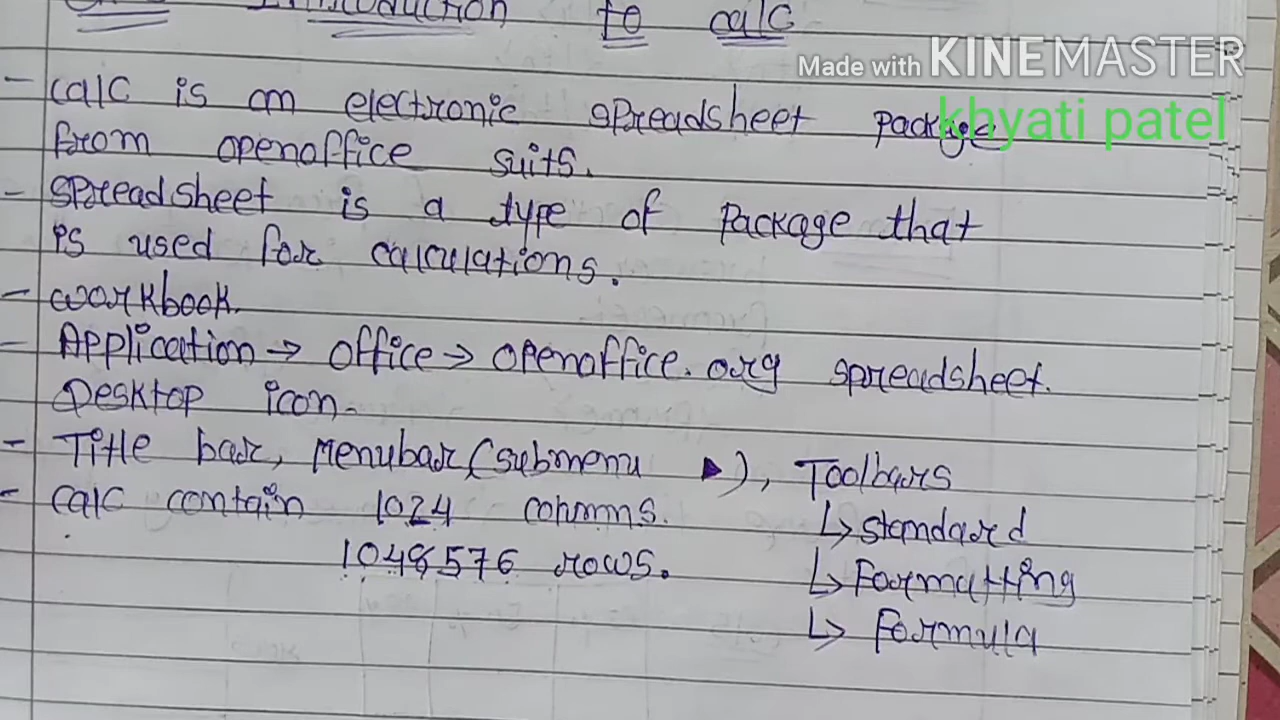 Introduction to calc
Made with KINEMASTER
khyati patel
- calc is an electronic spreadsheet package
from openoffice suits.
- spreadsheet is a type of package that
is used for calculations.
- workbook.
- Application → office → openoffice.org spreadsheet.
Desktop icon.
- Title bar, Menubar (submenu ▶), Toolbars
- calc contain 1024 columns. ↳ standard
1048576 rows. ↳ Formatting
↳ Formula